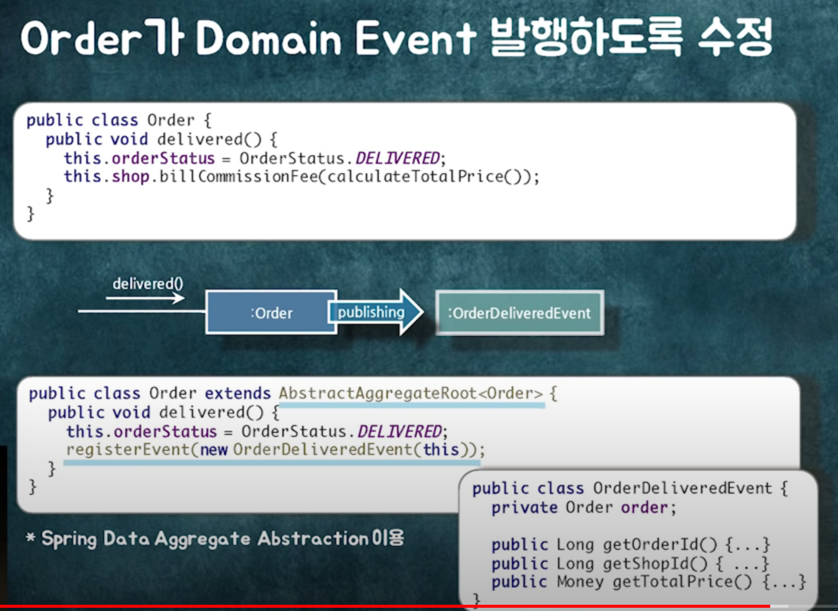 Order가 Domain Event 발행하도록 수정
public class Order {
  public void delivered() {
    this.orderStatus = OrderStatus.DELIVERED;
    this.shop.billCommissionFee(calculateTotalPrice());
  }
}
delivered()
:Order
publishing
:OrderDeliveredEvent
public class Order extends AbstractAggregateRoot<Order> {
  public void delivered() {
    this.orderStatus = OrderStatus.DELIVERED;
    registerEvent(new OrderDeliveredEvent(this));
  }
}
* Spring Data Aggregate Abstraction 이용
public class OrderDeliveredEvent {
  private Order order;
  public Long getOrderId() {...}
  public Long getShopId() { ...}
  public Money getTotalPrice() {...}
}